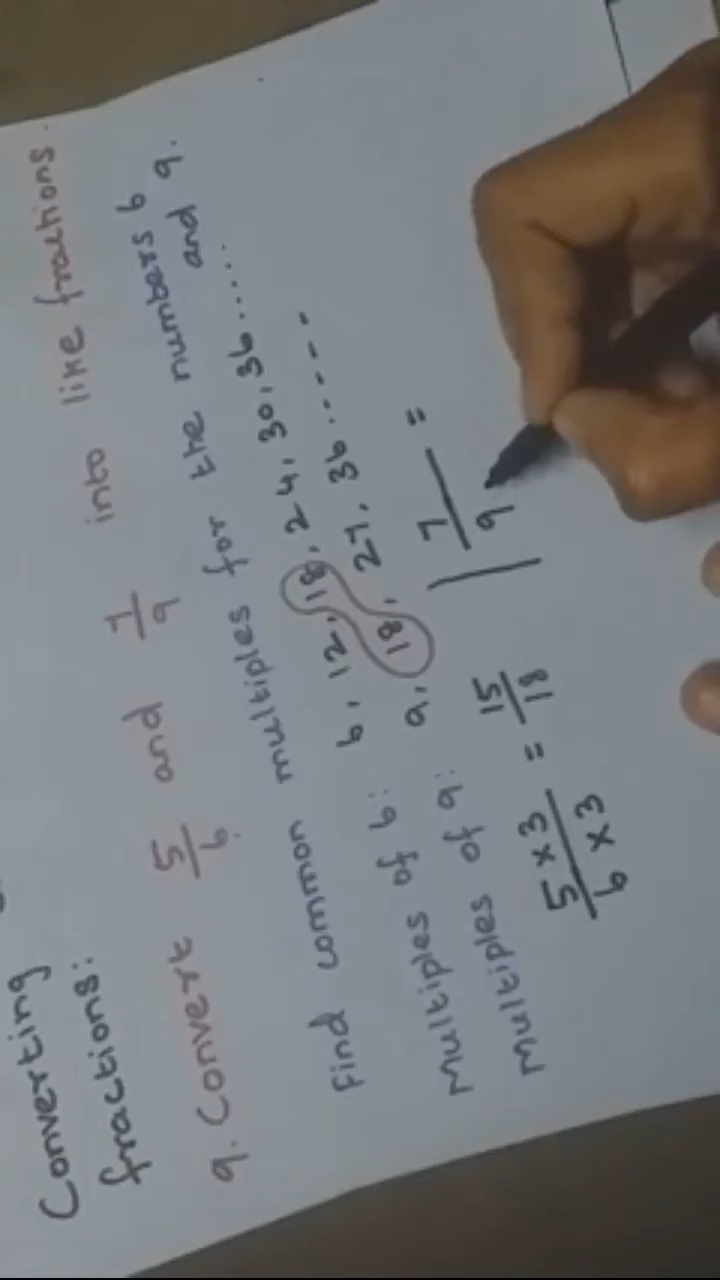 Converting
fractions:
9. Convert 5/6 and 7/9 into like fractions.
Find common multiples for the numbers 6
and 9.
Multiples of 6: 6, 12, 18, 24, 30, 36.....
Multiples of 9: 9, 18, 27, 36......
5 x 3 / 6 x 3 = 15/18 | 7/9 =